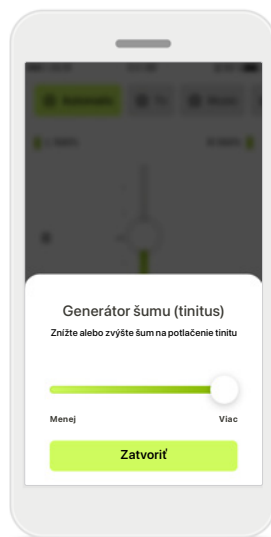 Generátor šumu (tinitus)
Znížte alebo zvýšte šum na potlačenie tinitu
Menej
Viac
Zatvoriť